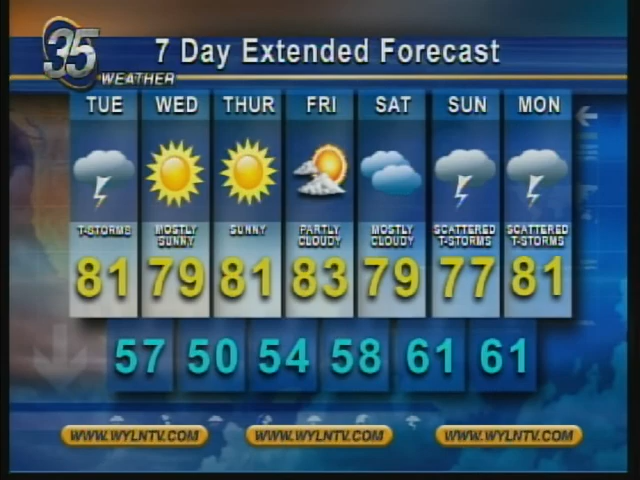 35
WEATHER
7 Day Extended Forecast
TUE WED THUR FRI SAT SUN MON
T-STORMS MOSTLY SUNNY SUNNY PARTLY CLOUDY MOSTLY CLOUDY SCATTERED T-STORMS SCATTERED T-STORMS
81 79 81 83 79 77 81
57 50 54 58 61 61
WWW.WYLNTV.COM WWW.WYLNTV.COM WWW.WYLNTV.COM